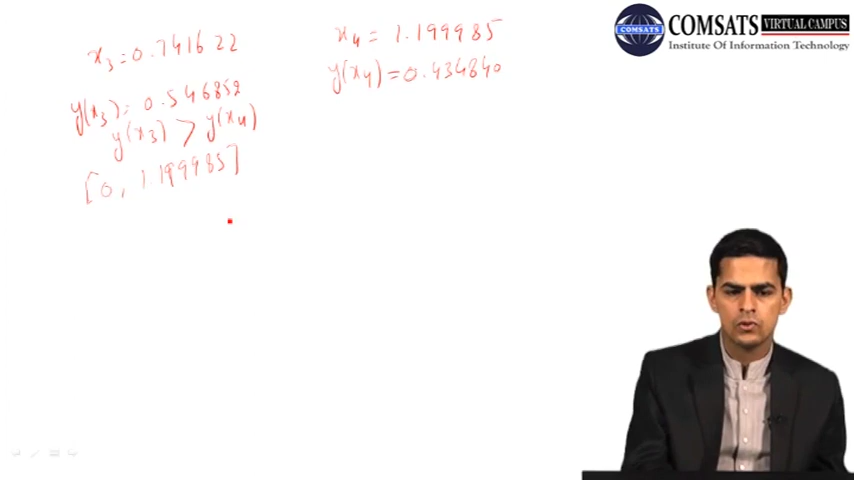 x₃ = 0.741622
y(x₃) = 0.546852
y(x₃) > y(x₄)
[0, 1.199985]
x₄ = 1.199985
y(x₄) = 0.434840
COMSATS
COMSATS VIRTUAL CAMPUS
Institute Of Information Technology